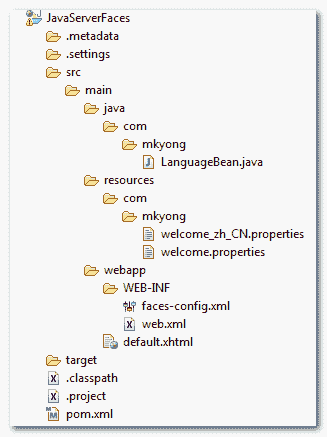 JavaServerFaces
.metadata
.settings
src
main
java
com
mkyong
LanguageBean.java
resources
com
mkyong
welcome_zh_CN.properties
welcome.properties
webapp
WEB-INF
faces-config.xml
web.xml
default.xhtml
target
.classpath
.project
pom.xml